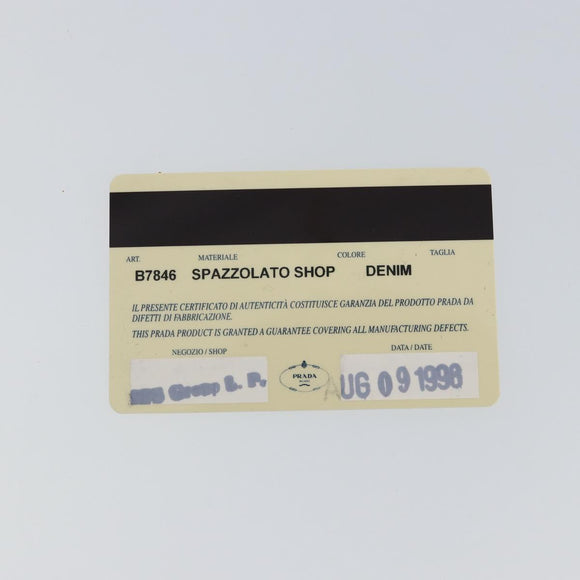 ART. MATERIALE COLORE TAGLIA
B7846 SPAZZOLATO SHOP DENIM
IL PRESENTE CERTIFICATO DI AUTENTICITÀ COSTITUISCE GARANZIA DEL PRODOTTO PRADA DA
DIFETTI DI FABBRICAZIONE.
THIS PRADA PRODUCT IS GRANTED A GUARANTEE COVERING ALL MANUFACTURING DEFECTS.
NEGOZIO / SHOP DATA / DATE
Group L. P. PRADA AUG 09 1998